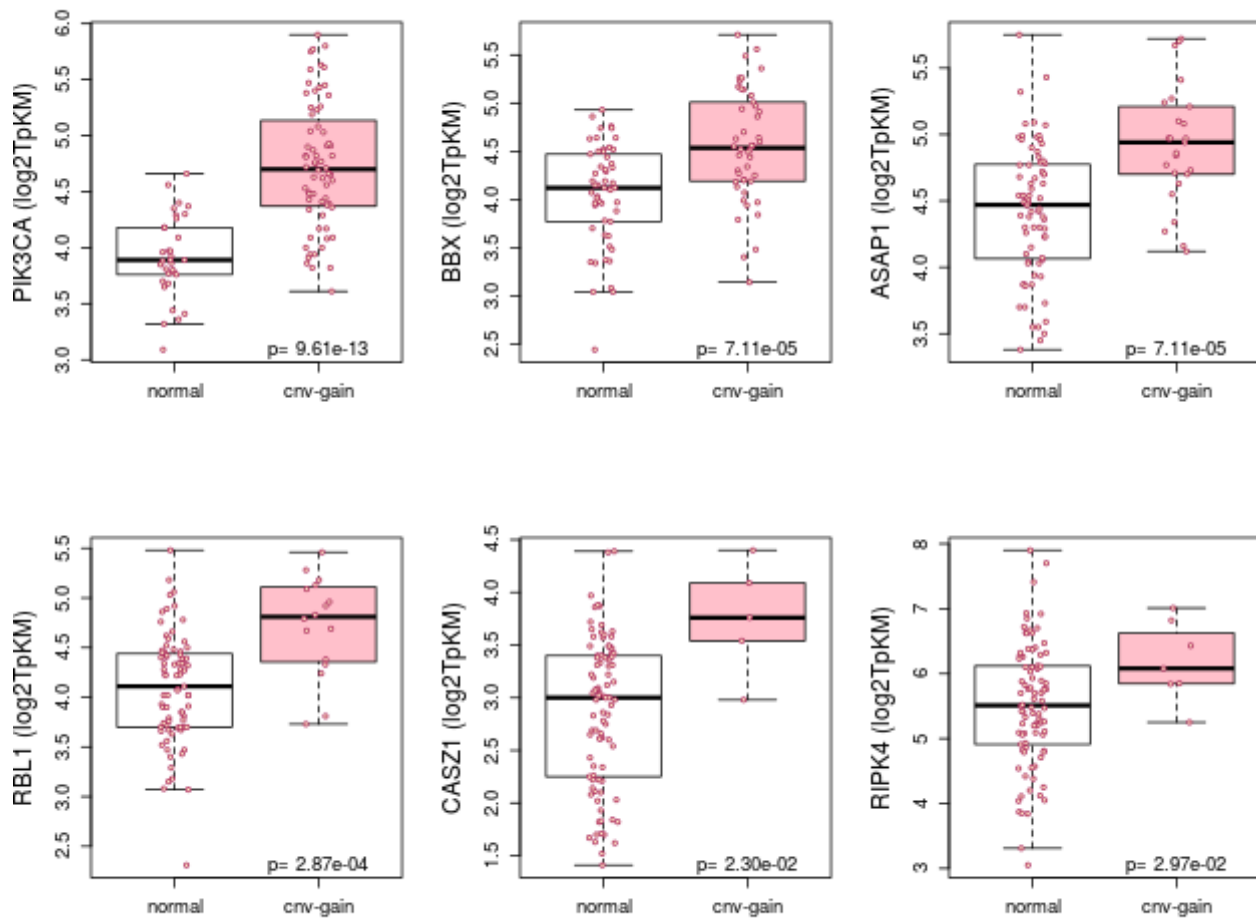 PIK3CA (log2TpKM)
6.0
5.5
5.0
4.5
4.0
3.5
3.0
p= 9.61e-13
normal
cnv-gain
BBX (log2TpKM)
5.5
5.0
4.5
4.0
3.5
3.0
2.5
p= 7.11e-05
normal
cnv-gain
ASAP1 (log2TpKM)
5.5
5.0
4.5
4.0
3.5
p= 7.11e-05
normal
cnv-gain
RBL1 (log2TpKM)
5.5
5.0
4.5
4.0
3.5
3.0
2.5
p= 2.87e-04
normal
cnv-gain
CASZ1 (log2TpKM)
4.5
4.0
3.5
3.0
2.5
2.0
1.5
p= 2.30e-02
normal
cnv-gain
RIPK4 (log2TpKM)
8
7
6
5
4
3
p= 2.97e-02
normal
cnv-gain